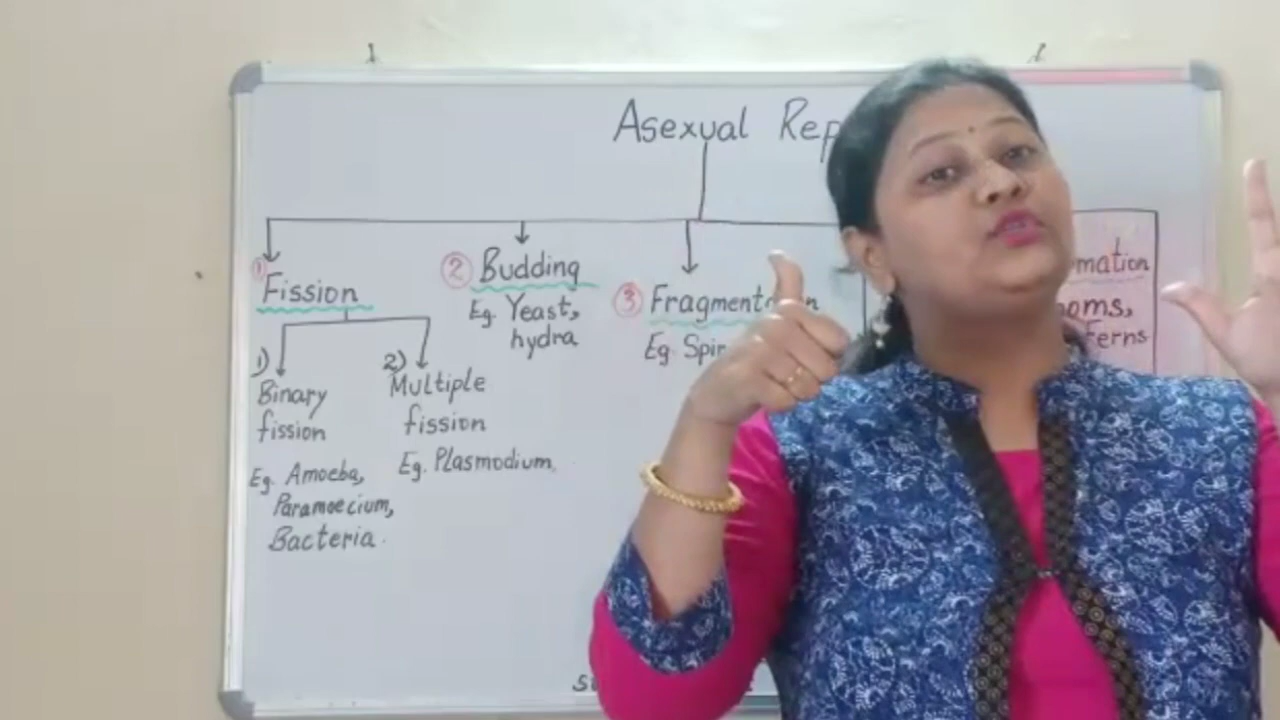 Asexual Rep
1 Fission
1) Binary
fission
Eg. Amoeba,
Paramoecium,
Bacteria.
2) Multiple
fission
Eg. Plasmodium,
2 Budding
Eg. Yeast,
hydra
3 Fragment
Eg.
mation
ooms,
Ferns